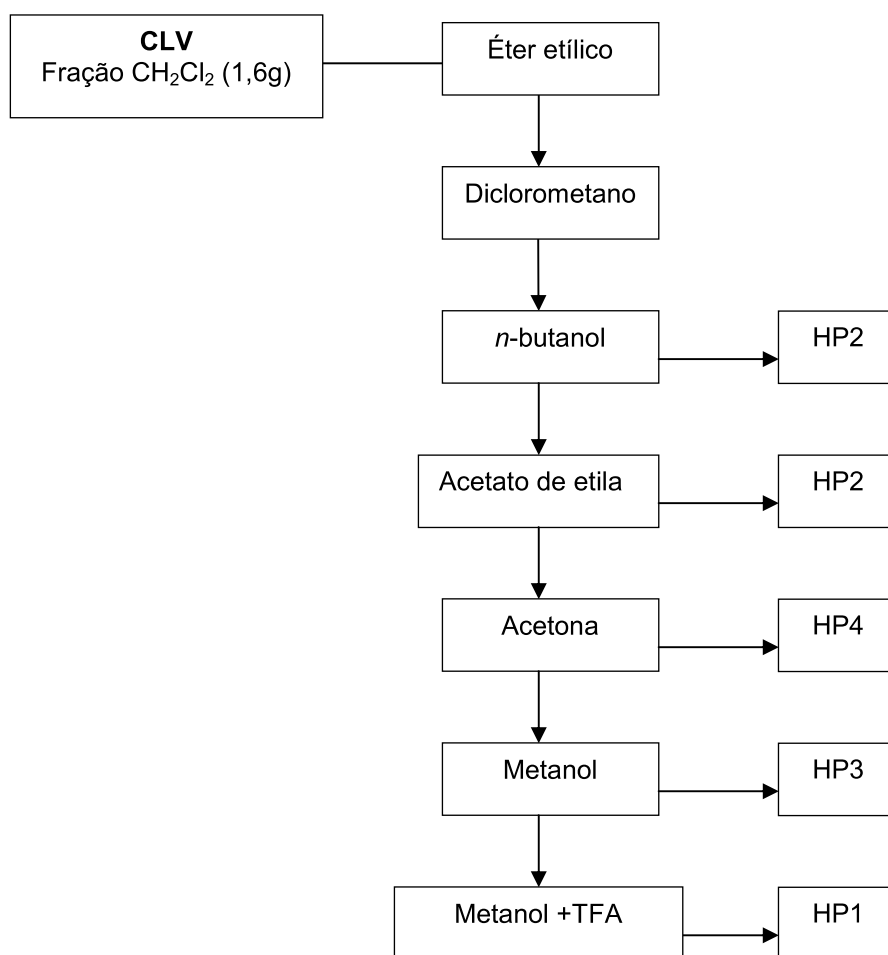 CLV
Fração CH₂Cl₂ (1,6g)
Éter etílico
Diclorometano
n-butanol
HP2
Acetato de etila
HP2
Acetona
HP4
Metanol
HP3
Metanol +TFA
HP1